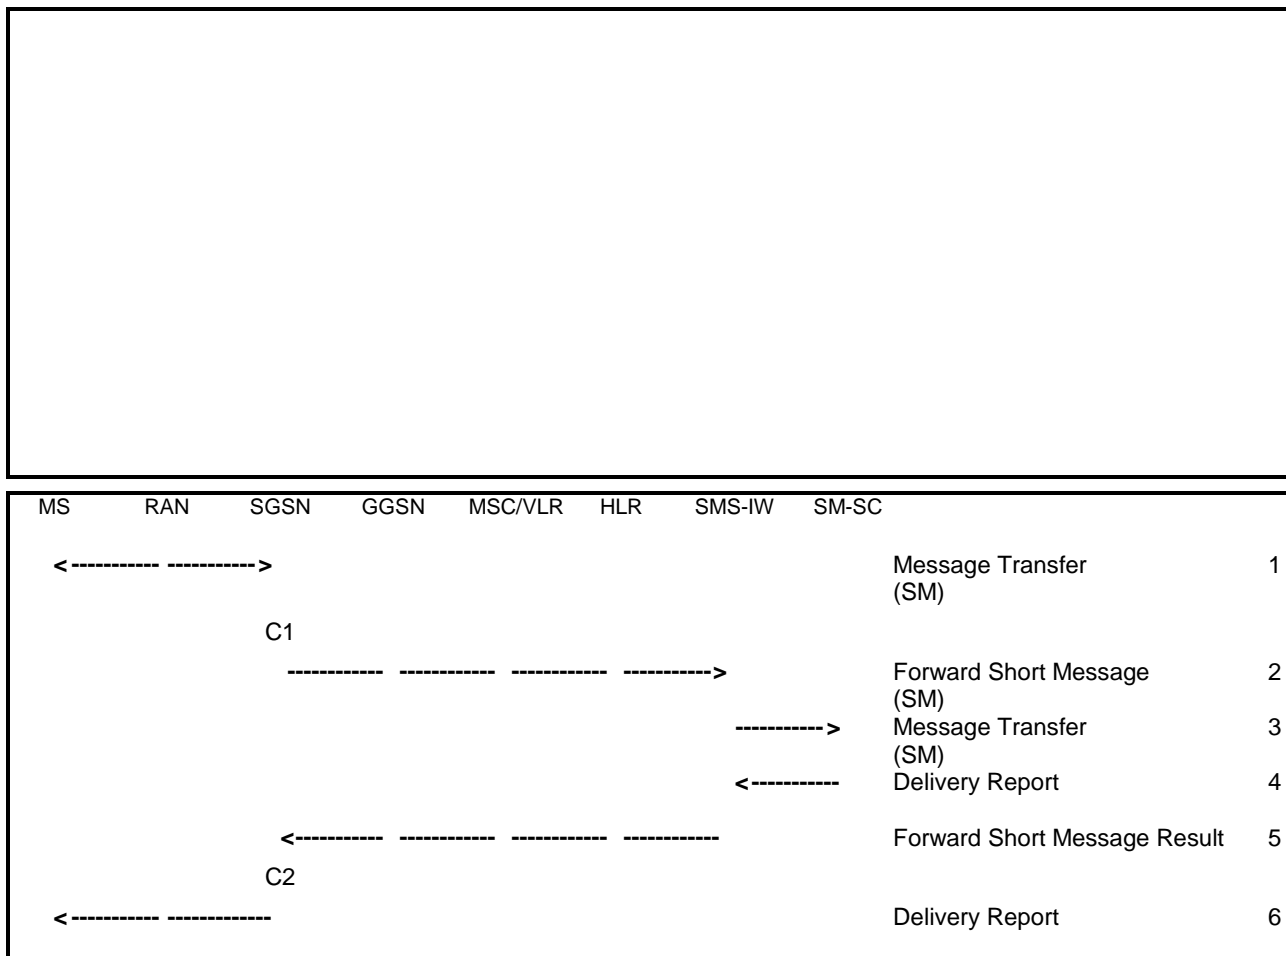 MS RAN SGSN GGSN MSC/VLR HLR SMS-IW SM-SC
<----------- -----------> Message Transfer 1
(SM)
C1
------------ ------------ ------------ -----------> Forward Short Message 2
(SM)
-----------> Message Transfer 3
(SM)
<----------- Delivery Report 4
<----------- ------------ ------------ ------------ Forward Short Message Result 5
C2
<----------- ------------- Delivery Report 6